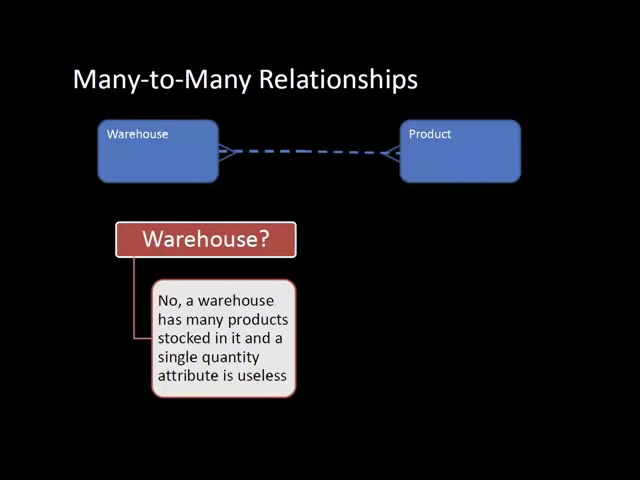 Many-to-Many Relationships
Warehouse
Product
Warehouse?
No, a warehouse
has many products
stocked in it and a
single quantity
attribute is useless